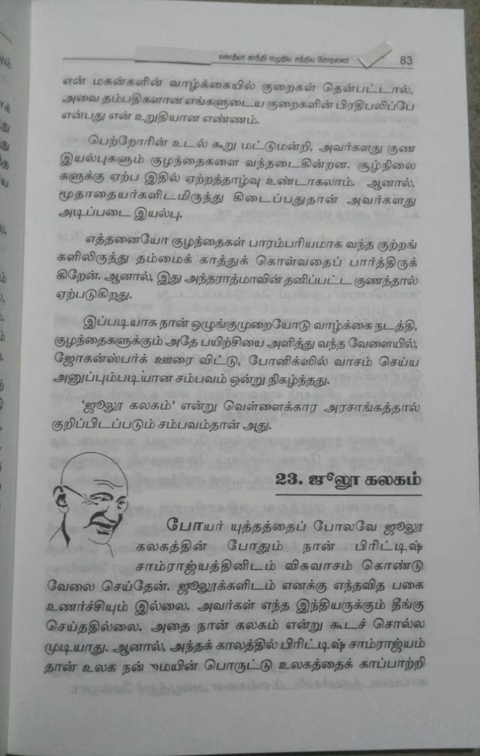 மகாத்மா காந்தி எழுதிய சத்திய சோதனை 83
என் மகன்களின் வாழ்க்கையில் குறைகள் தென்பட்டால்,
அவை தம்பதிகளான எங்களுடைய குறைகளின் பிரதிபலிப்பே
என்பது என் உறுதியான எண்ணம்.
பெற்றோரின் உடல் கூறு மட்டுமன்றி, அவர்களது குண
இயல்புகளும் குழந்தைகளை வந்தடைகின்றன. சூழ்நிலை
களுக்கு ஏற்ப இதில் ஏற்றத்தாழ்வு உண்டாகலாம். ஆனால்,
மூதாதையர்களிடமிருந்து கிடைப்பதுதான் அவர்களது
அடிப்படை இயல்பு.
எத்தனையோ குழந்தைகள் பாரம்பரியமாக வந்த குற்றங்
களிலிருந்து தம்மைக் காத்துக் கொள்வதைப் பார்த்திருக்
கிறேன். ஆனால், இது அந்தராத்மாவின் தனிப்பட்ட குணத்தால்
ஏற்படுகிறது.
இப்படியாக நான் ஒழுங்குமுறையோடு வாழ்க்கை நடத்தி,
குழந்தைகளுக்கும் அதே பயிற்சியை அளித்து வந்த வேளையில்,
ஜோகன்ஸ்பர்க் ஊரை விட்டு, போனிக்ஸில் வாசம் செய்ய
அனுப்பும்படியான சம்பவம் ஒன்று நிகழ்ந்தது.
'ஜூலூ கலகம்' என்று வெள்ளைக்கார அரசாங்கத்தால்
குறிப்பிடப்படும் சம்பவம்தான் அது.
23. ஜூலூ கலகம்
போயர் யுத்தத்தைப் போலவே ஜூலூ
கலகத்தின் போதும் நான் பிரிட்டிஷ்
சாம்ராஜ்யத்தினிடம் விசுவாசம் கொண்டு
வேலை செய்தேன். ஜூலூக்களிடம் எனக்கு எந்தவித பகை
உணர்ச்சியும் இல்லை. அவர்கள் எந்த இந்தியருக்கும் தீங்கு
செய்ததில்லை. அதை நான் கலகம் என்று கூடச் சொல்ல
முடியாது. ஆனால், அந்தக் காலத்தில் பிரிட்டிஷ் சாம்ராஜ்யம்
தான் உலக நன்மையின் பொருட்டு உலகத்தைக் காப்பாற்றி